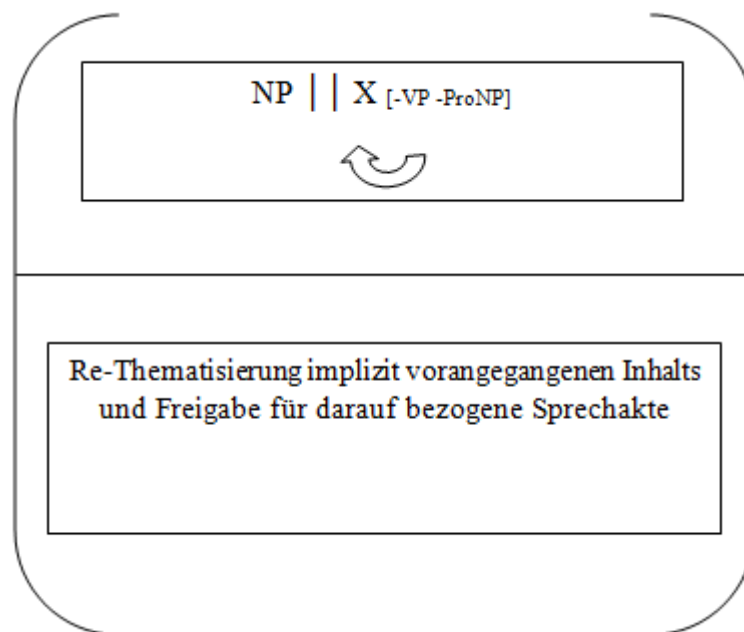 NP || X [-VP -ProNP]
Re-Thematisierung implizit vorangegangenen Inhalts
und Freigabe für darauf bezogene Sprechakte